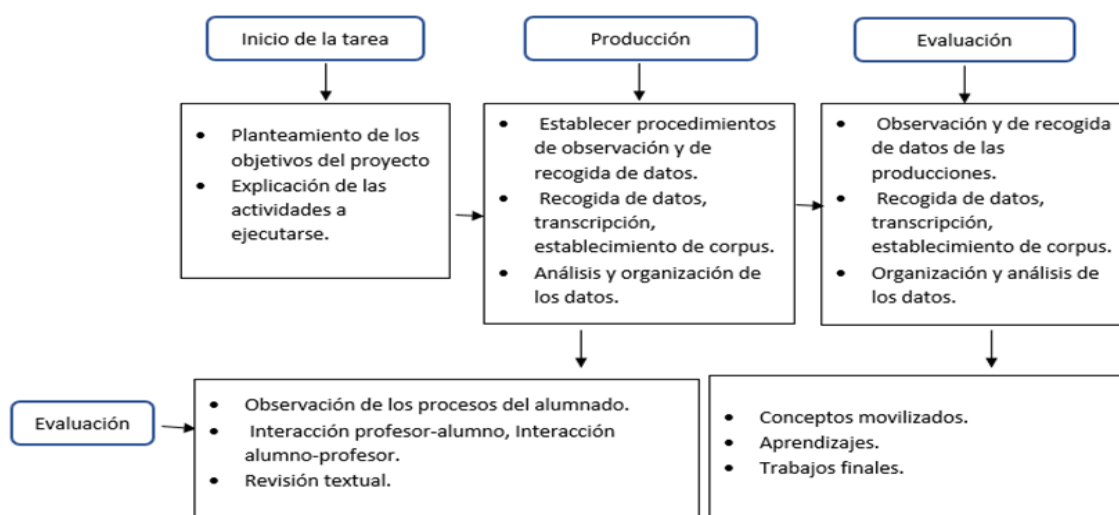 Inicio de la tarea
Producción
Evaluación
• Planteamiento de los
objetivos del proyecto
• Explicación de las
actividades a
ejecutarse.
• Establecer procedimientos
de observación y de
recogida de datos.
• Recogida de datos,
transcripción,
establecimiento de corpus.
• Análisis y organización de
los datos.
• Observación y de recogida
de datos de las
producciones.
• Recogida de datos,
transcripción,
establecimiento de corpus.
• Organización y análisis de
los datos.
Evaluación
• Observación de los procesos del alumnado.
• Interacción profesor-alumno, Interacción
alumno-profesor.
• Revisión textual.
• Conceptos movilizados.
• Aprendizajes.
• Trabajos finales.